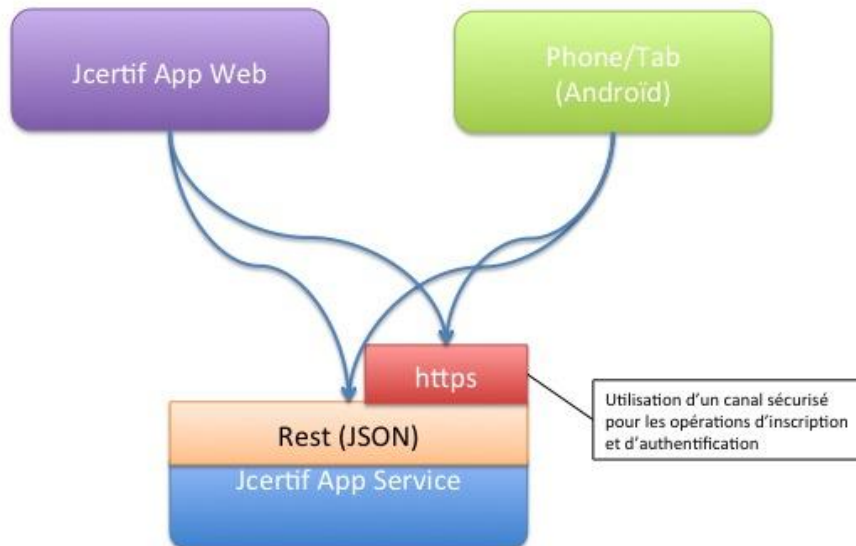 Jcertif App Web
Phone/Tab
(Androïd)
https
Utilisation d'un canal sécurisé
pour les opérations d'inscription
et d'authentification
Rest (JSON)
Jcertif App Service